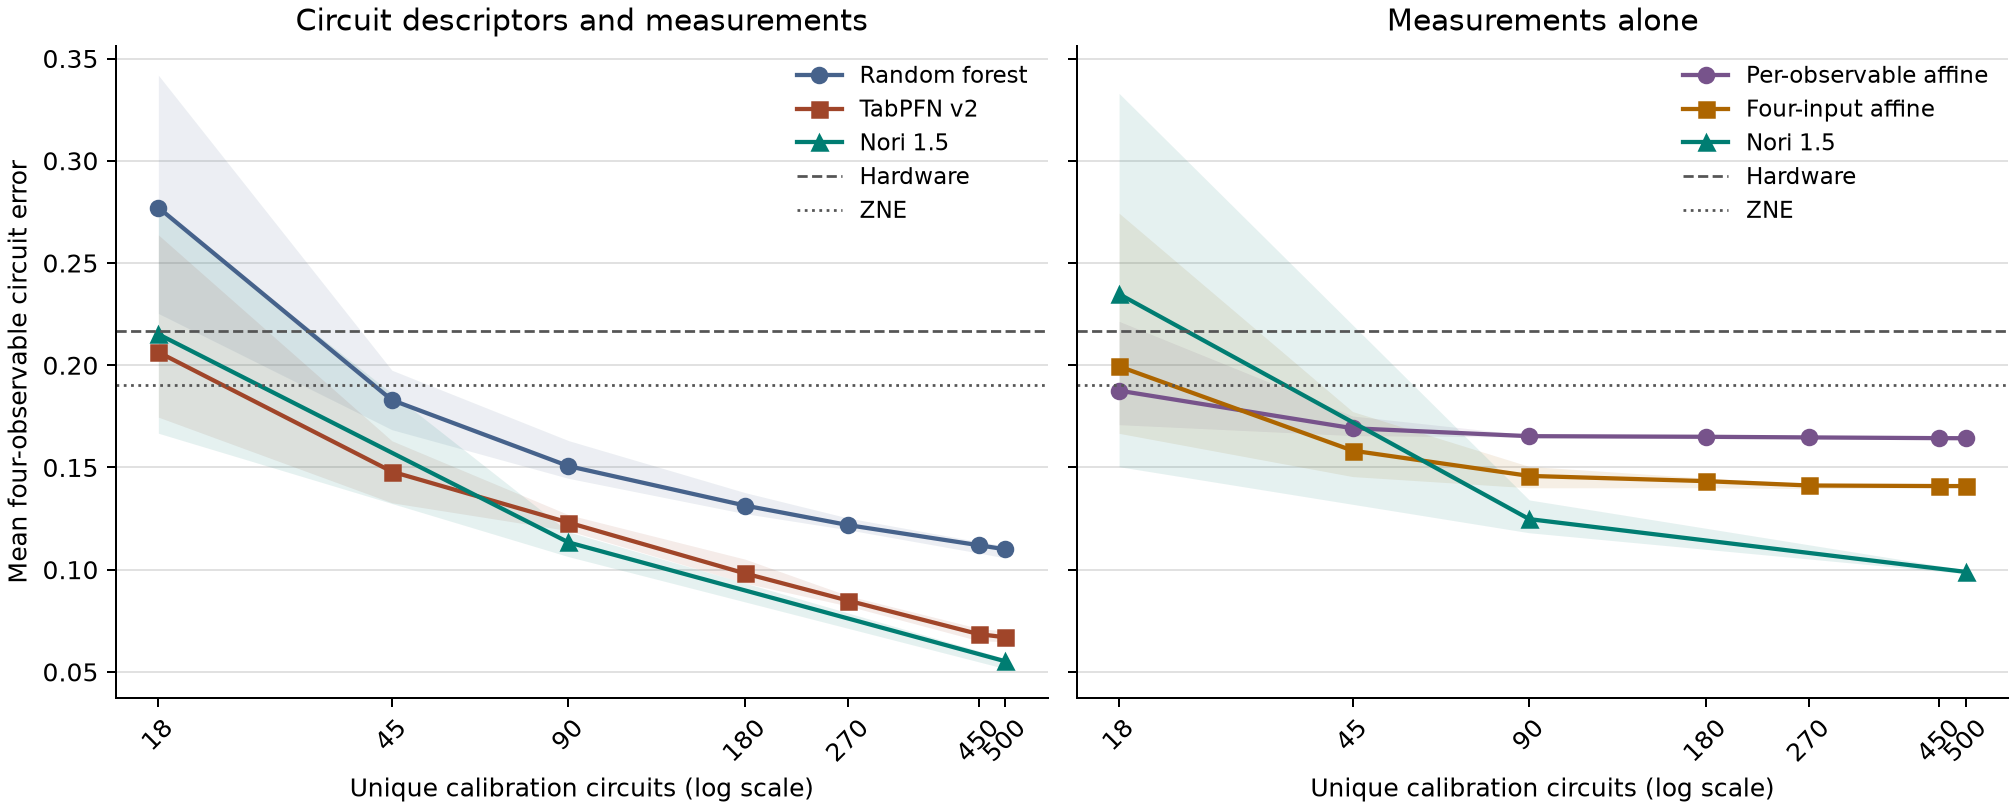 Circuit descriptors and measurements
Mean four-observable circuit error
0.35
0.30
0.25
0.20
0.15
0.10
0.05
Random forest
TabPFN v2
Nori 1.5
Hardware
ZNE
18
45
90
180
270
450
500
Unique calibration circuits (log scale)
Measurements alone
Per-observable affine
Four-input affine
Nori 1.5
Hardware
ZNE
18
45
90
180
270
450
500
Unique calibration circuits (log scale)